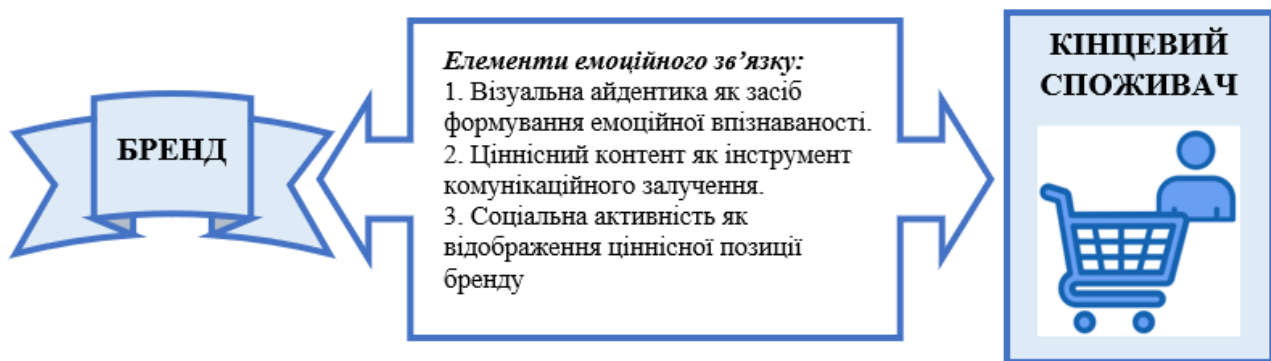 БРЕНД
Елементи емоційного зв’язку:
1. Візуальна айдентика як засіб
формування емоційної впізнаваності.
2. Ціннісний контент як інструмент
комунікаційного залучення.
3. Соціальна активність як
відображення ціннісної позиції
бренду
КІНЦЕВИЙ
СПОЖИВАЧ